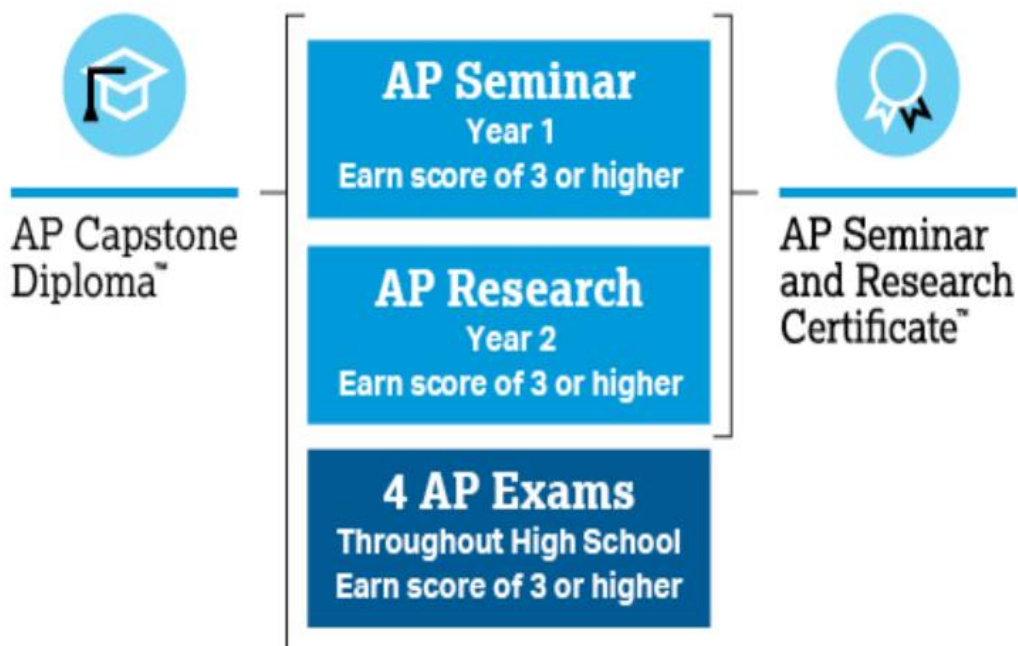 AP Capstone
Diploma™
AP Seminar
Year 1
Earn score of 3 or higher
AP Research
Year 2
Earn score of 3 or higher
4 AP Exams
Throughout High School
Earn score of 3 or higher
AP Seminar
and Research
Certificate™